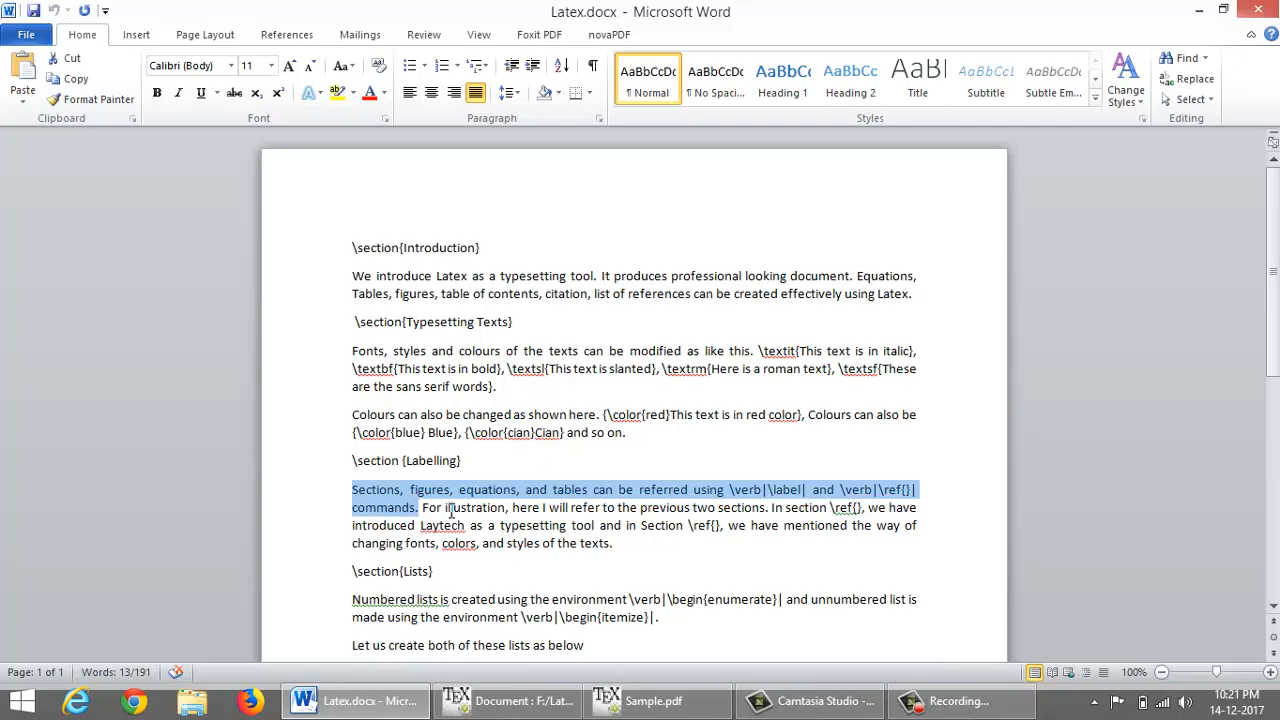 Latex.docx - Microsoft Word
File Home Insert Page Layout References Mailings Review View Foxit PDF novaPDF
Paste Cut Copy Format Painter
Calibri (Body) 11
AaBbCcDc AaBbCcDc AaBbCc AaBbCc AaBl AaBbCcDc AaBbCcDc
¶ Normal ¶ No Spaci... Heading 1 Heading 2 Title Subtitle Subtle Em...
Change Styles
Find Replace Select
Clipboard Font Paragraph Styles Editing
\section{Introduction}
We introduce Latex as a typesetting tool. It produces professional looking document. Equations,
Tables, figures, table of contents, citation, list of references can be created effectively using Latex.
\section{Typesetting Texts}
Fonts, styles and colours of the texts can be modified as like this. \textit{This text is in italic},
\textbf{This text is in bold}, \textsl{This text is slanted}, \textrm{Here is a roman text}, \textsf{These
are the sans serif words}.
Colours can also be changed as shown here. {\color{red}This text is in red color}, Colours can also be
{\color{blue} Blue}, {\color{cian}Cian} and so on.
\section {Labelling}
Sections, figures, equations, and tables can be referred using \verb|\label| and \verb|\ref{}|
commands. For illustration, here I will refer to the previous two sections. In section \ref{}, we have
introduced Laytech as a typesetting tool and in Section \ref{}, we have mentioned the way of
changing fonts, colors, and styles of the texts.
\section{Lists}
Numbered lists is created using the environment \verb|\begin{enumerate}| and unnumbered list is
made using the environment \verb|\begin{itemize}|.
Let us create both of these lists as below
Page: 1 of 1 Words: 13/191 100%
Latex.docx - Micr... Document : F:/Lat... Sample.pdf Camtasia Studio -... Recording...
10:21 PM
14-12-2017